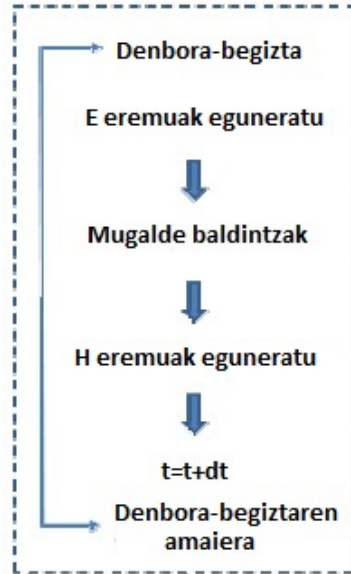 Denbora-begizta
E eremuak eguneratu
Mugalde baldintzak
H eremuak eguneratu
t=t+dt
Denbora-begiztaren
amaiera